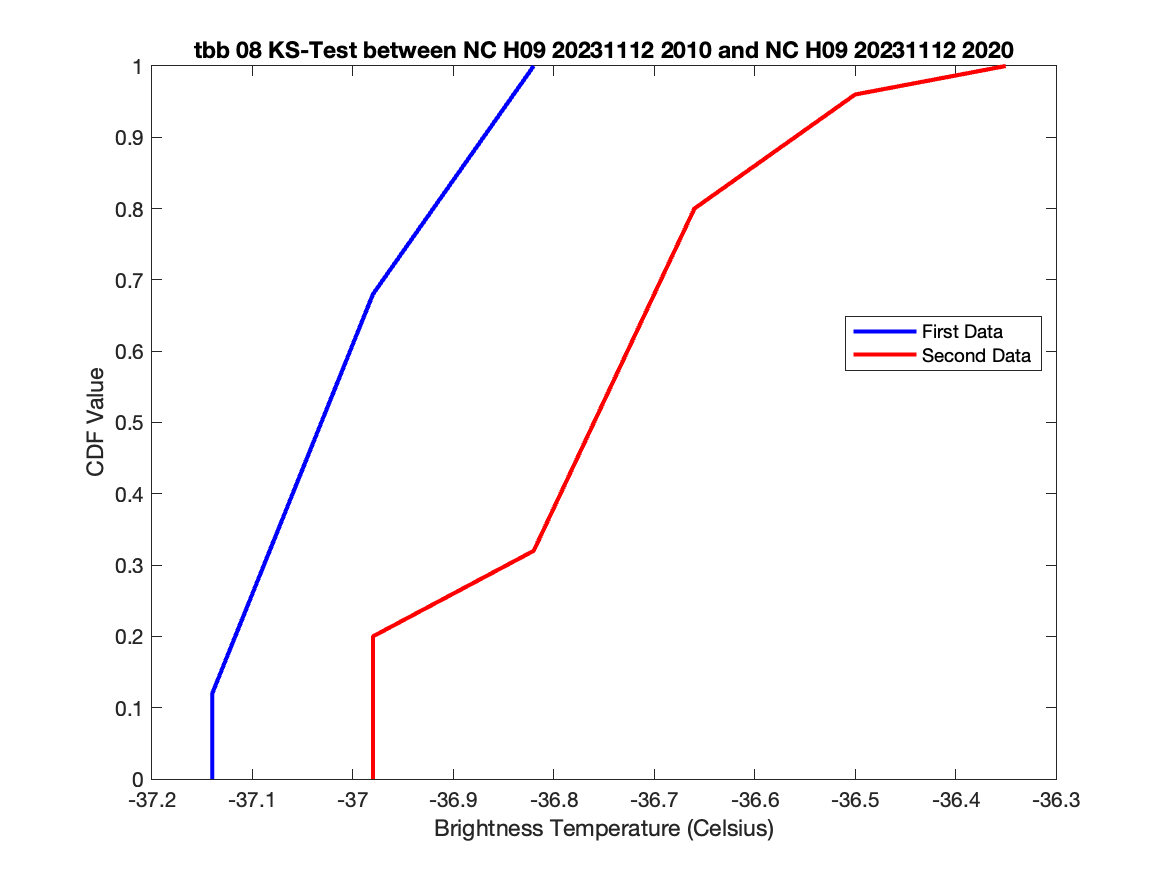 tbb 08 KS-Test between NC H09 20231112 2010 and NC H09 20231112 2020
1
0.9
0.8
0.7
0.6
0.5
0.4
0.3
0.2
0.1
0
CDF Value
First Data
Second Data
-37.2 -37.1 -37 -36.9 -36.8 -36.7 -36.6 -36.5 -36.4 -36.3
Brightness Temperature (Celsius)